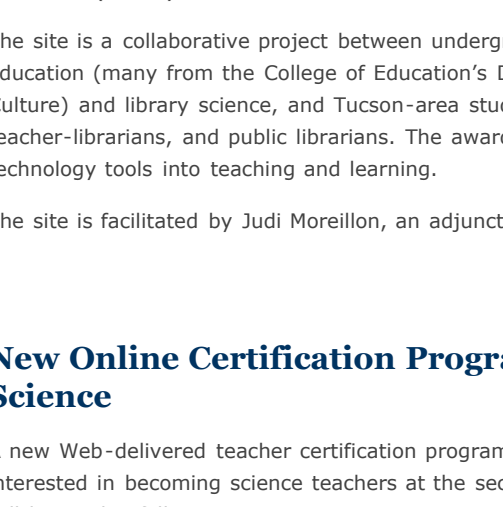 he site is a collaborative project between underg
ducation (many from the College of Education's D
ulture) and library science, and Tucson-area stu
eacher-librarians, and public librarians. The awar
echnology tools into teaching and learning.
he site is facilitated by Judi Moreillon, an adjunct
New Online Certification Progra
Science
new Web-delivered teacher certification program
nterested in becoming science teachers at the sec